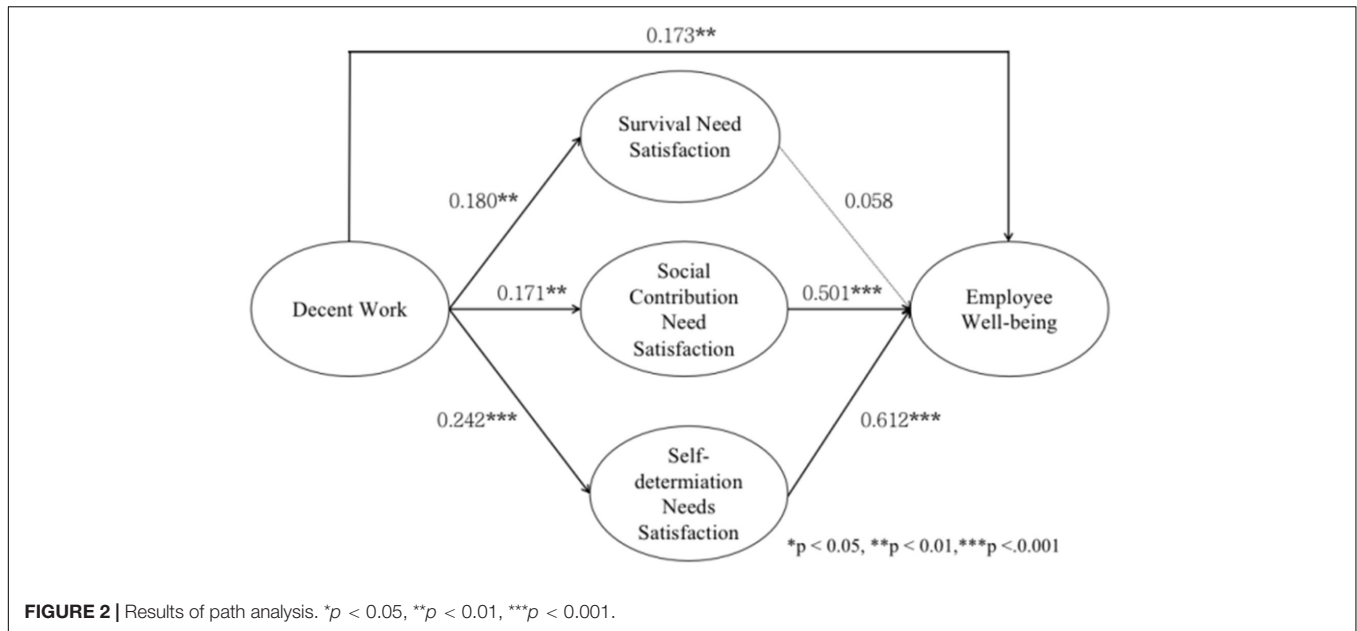 0.173**
Survival Need
Satisfaction
0.180**
0.058
Decent Work
0.171**
Social
Contribution
Need
Satisfaction
0.501***
Employee
Well-being
0.242***
0.612***
Self-
determiation
Needs
Satisfaction
*p < 0.05, **p < 0.01,***p <.0.001
FIGURE 2 | Results of path analysis. *p < 0.05, **p < 0.01, ***p < 0.001.